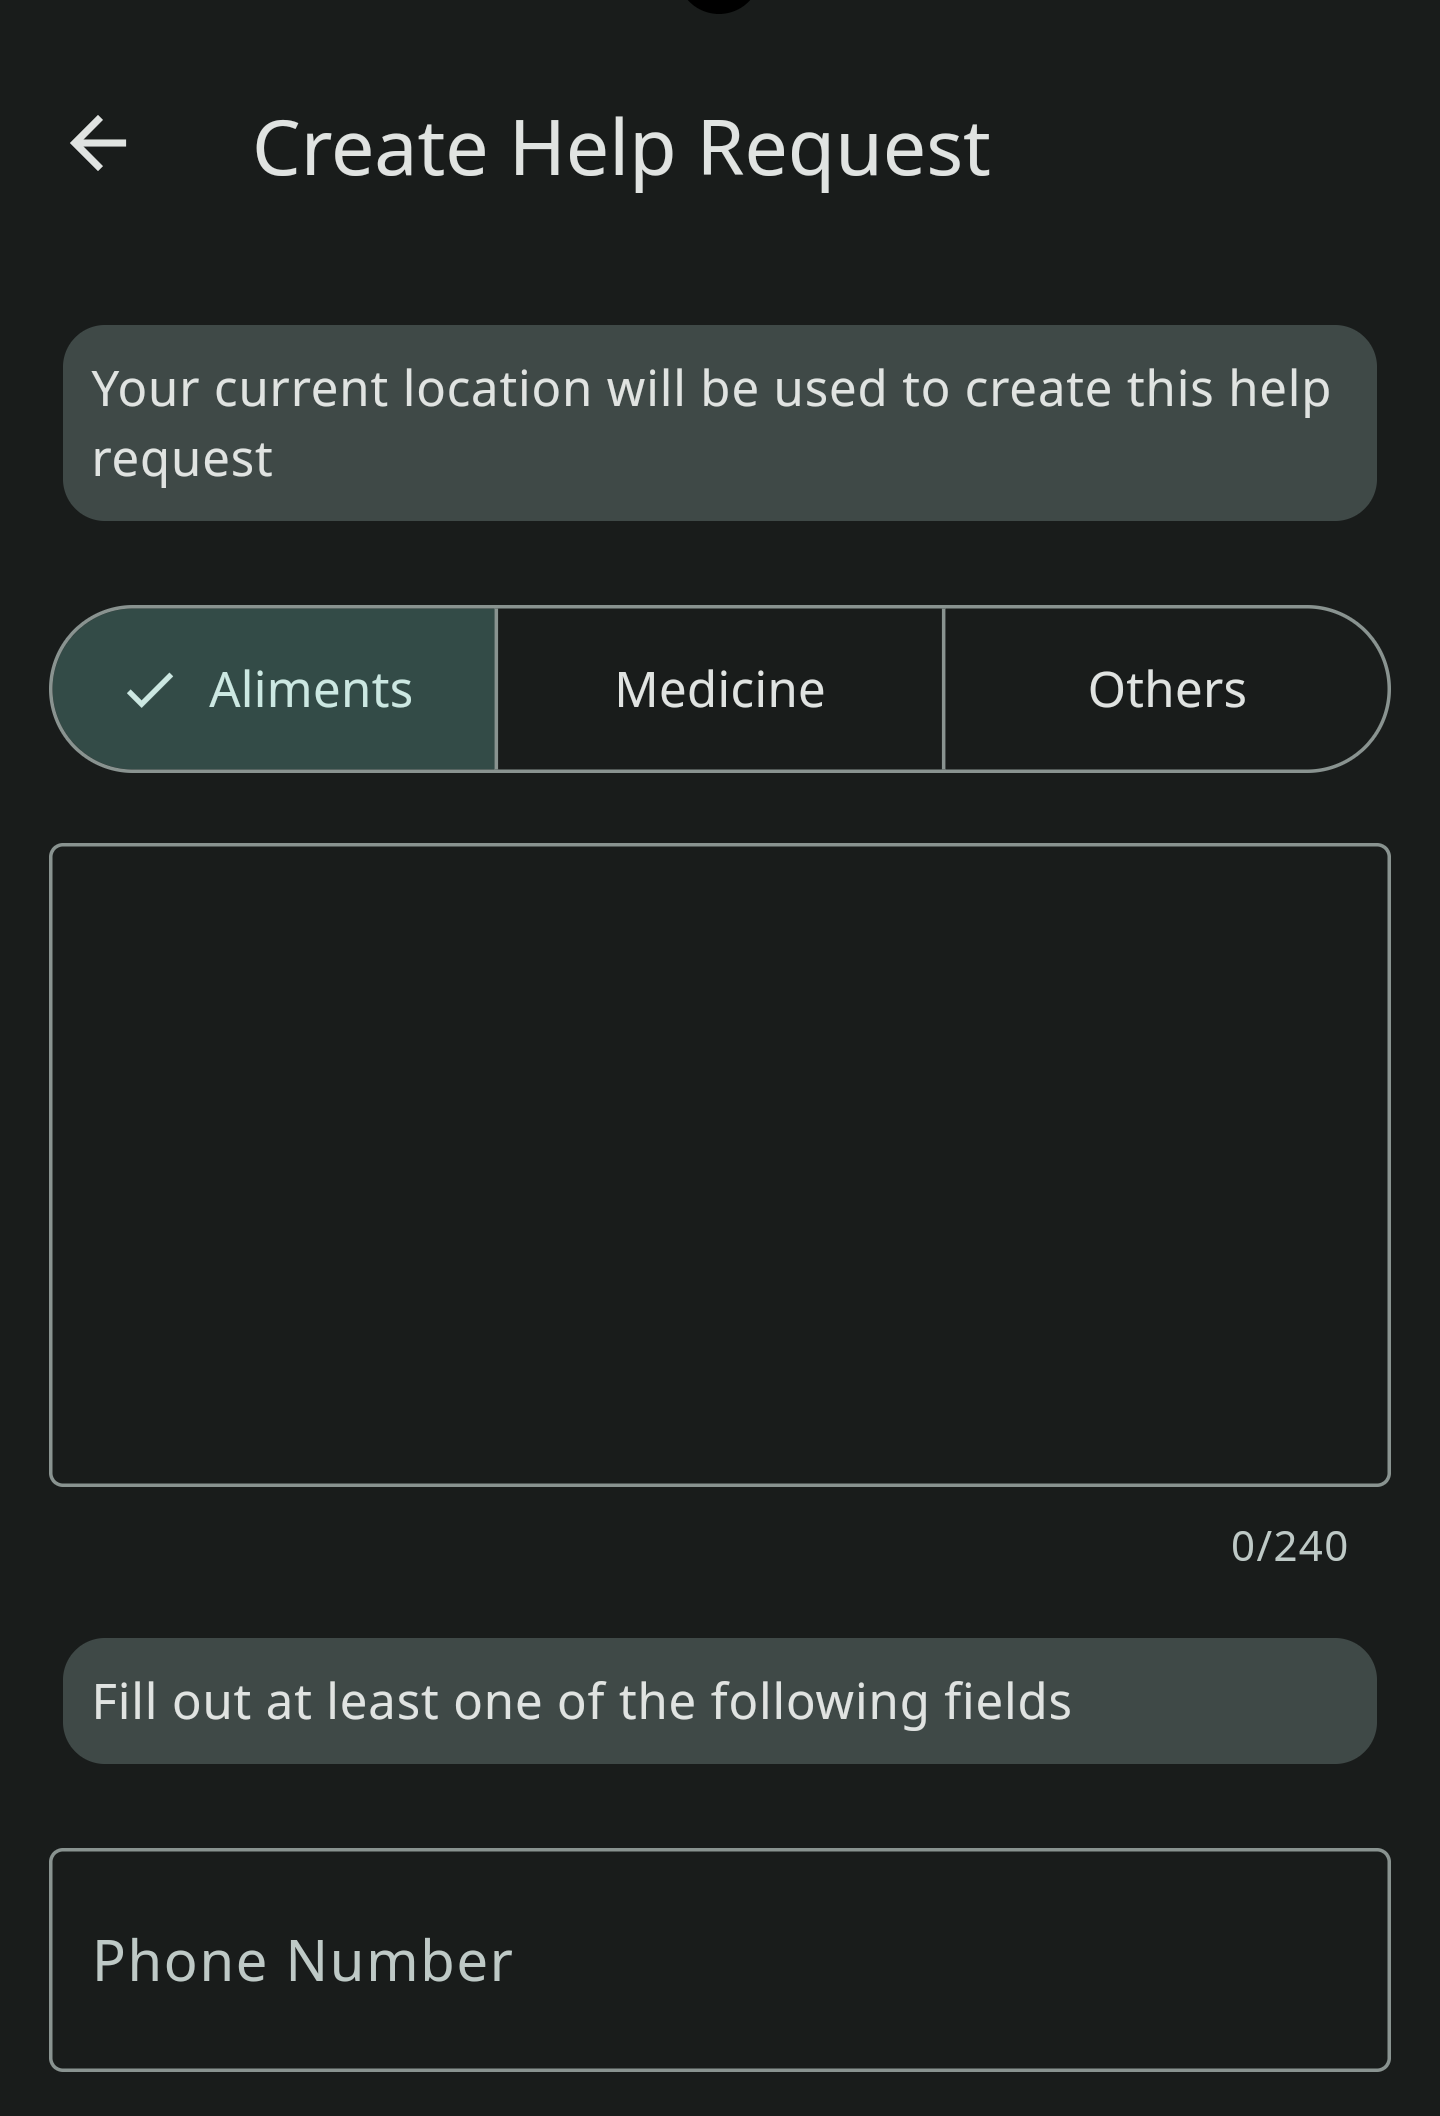 Create Help Request
Your current location will be used to create this help
request
Aliments
Medicine
Others
0/240
Fill out at least one of the following fields
Phone Number